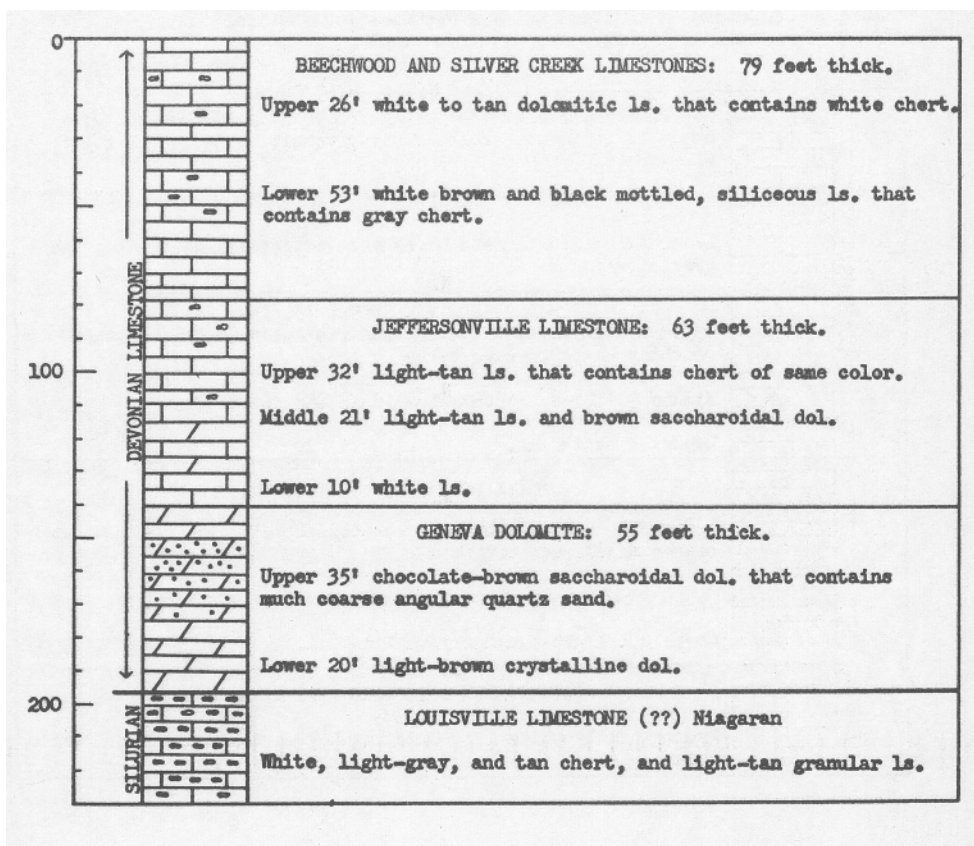 0
BEECHWOOD AND SILVER CREEK LIMESTONES: 79 feet thick.
Upper 26' white to tan dolomitic ls. that contains white chert.
Lower 53' white brown and black mottled, siliceous ls. that
contains gray chert.
DEVONIAN LIMESTONE
JEFFERSONVILLE LIMESTONE: 63 feet thick.
100
Upper 32' light-tan ls. that contains chert of same color.
Middle 21' light-tan ls. and brown saccharoidal dol.
Lower 10' white ls.
GENEVA DOLOMITE: 55 feet thick.
Upper 35' chocolate-brown saccharoidal dol. that contains
much coarse angular quartz sand.
Lower 20' light-brown crystalline dol.
200
SILURIAN
LOUISVILLE LIMESTONE (??) Niagaran
White, light-gray, and tan chert, and light-tan granular ls.